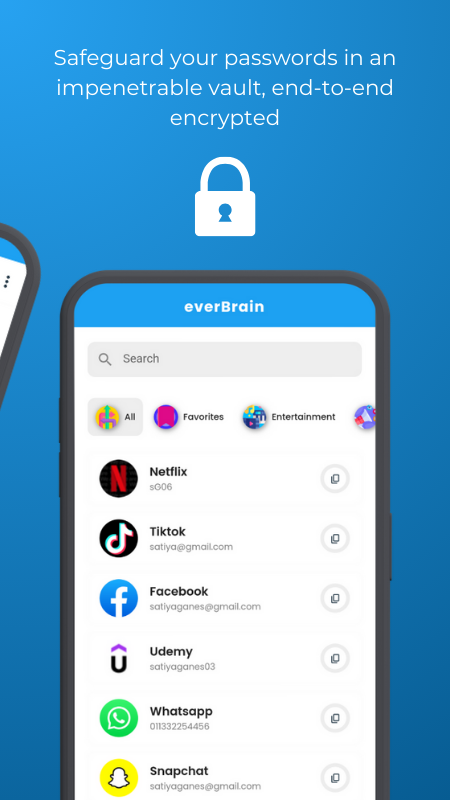 Safeguard your passwords in an
impenetrable vault, end-to-end
encrypted
everBrain
Search
All
Favorites
Entertainment
Netflix
sG06
Tiktok
satiya@gmail.com
Facebook
satiyaganes@gmail.com
Udemy
satiyaganes03
Whatsapp
011332254456
Snapchat
satiyaganes@gmail.com